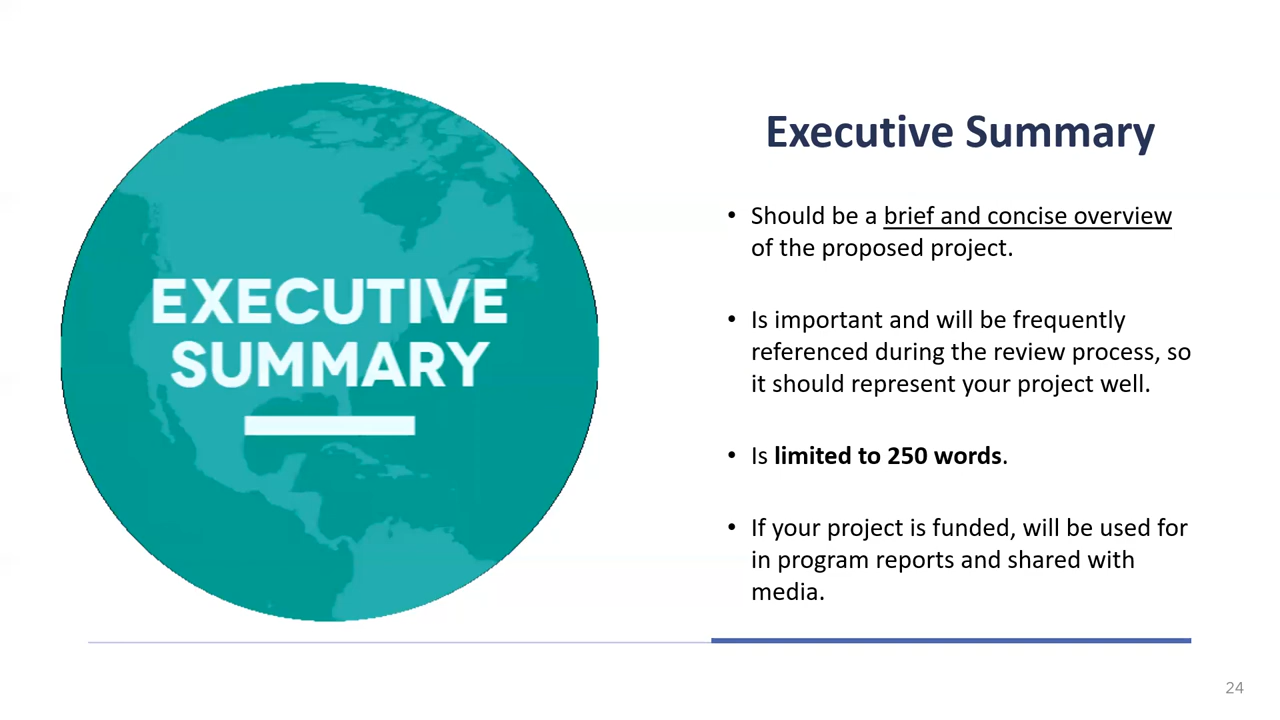 EXECUTIVE
SUMMARY
Executive Summary
• Should be a brief and concise overview
of the proposed project.
• Is important and will be frequently
referenced during the review process, so
it should represent your project well.
• Is limited to 250 words.
• If your project is funded, will be used for
in program reports and shared with
media.
24